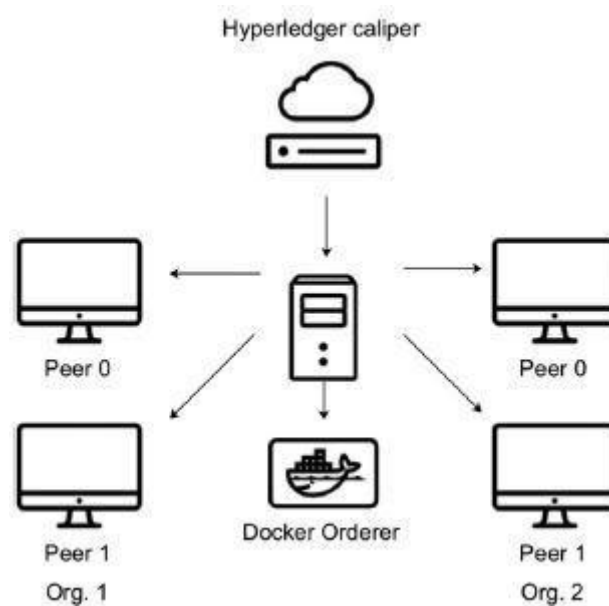 Hyperledger caliper
Peer 0
Peer 0
Peer 1
Docker Orderer
Peer 1
Org. 1
Org. 2